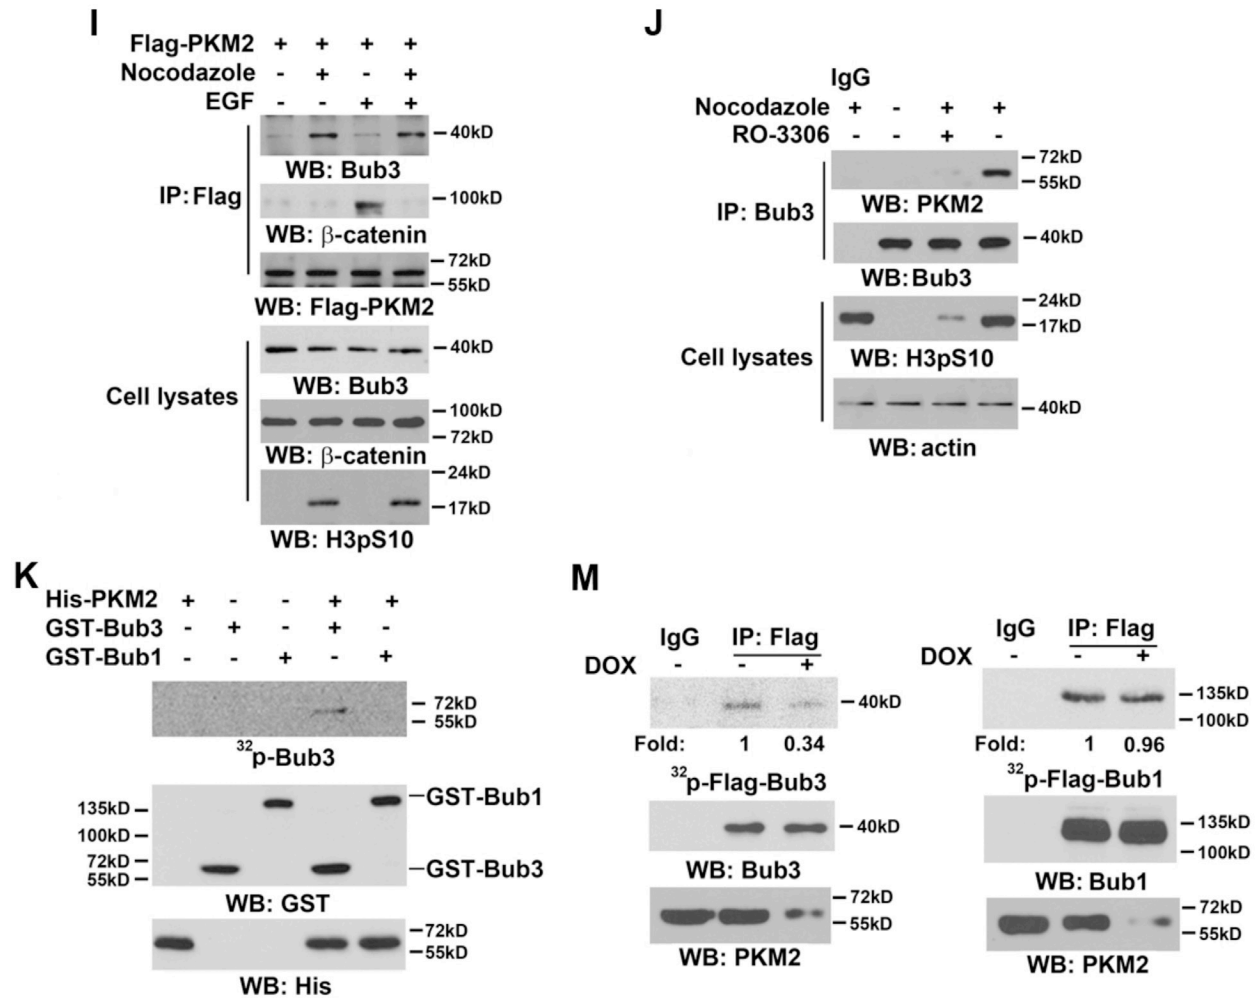 I
Flag-PKM2 + + + +
Nocodazole - + - +
EGF - - + +
IP: Flag
40kD
WB: Bub3
100kD
WB: β-catenin
72kD
55kD
WB: Flag-PKM2
Cell lysates
40kD
WB: Bub3
100kD
72kD
WB: β-catenin
24kD
17kD
WB: H3pS10
J
IgG
Nocodazole + - + +
RO-3306 - - + -
IP: Bub3
72kD
55kD
WB: PKM2
40kD
WB: Bub3
Cell lysates
24kD
17kD
WB: H3pS10
40kD
WB: actin
K
His-PKM2 + - - + +
GST-Bub3 - + - + -
GST-Bub1 - - + - +
72kD
55kD
32p-Bub3
135kD
100kD
72kD
55kD
GST-Bub1
GST-Bub3
WB: GST
72kD
55kD
WB: His
M
IgG IP: Flag
DOX - - +
40kD
Fold: 1 0.34
32p-Flag-Bub3
40kD
WB: Bub3
72kD
55kD
WB: PKM2
IgG IP: Flag
DOX - - +
135kD
100kD
Fold: 1 0.96
32p-Flag-Bub1
135kD
100kD
WB: Bub1
72kD
55kD
WB: PKM2